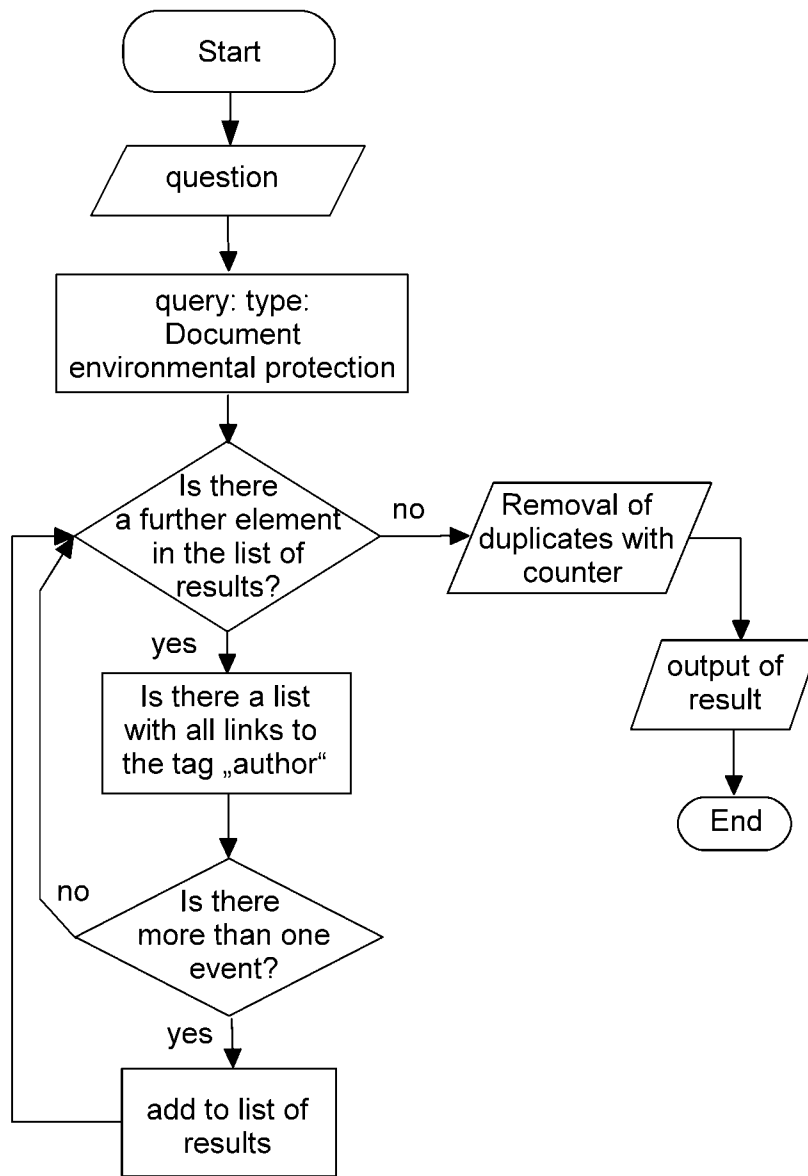 Start
question
query: type:
Document
environmental protection
Is there
a further element
in the list of
results?
no
Removal of
duplicates with
counter
yes
output of
result
Is there a list
with all links to
the tag „author“
End
no
Is there
more than one
event?
yes
add to list of
results